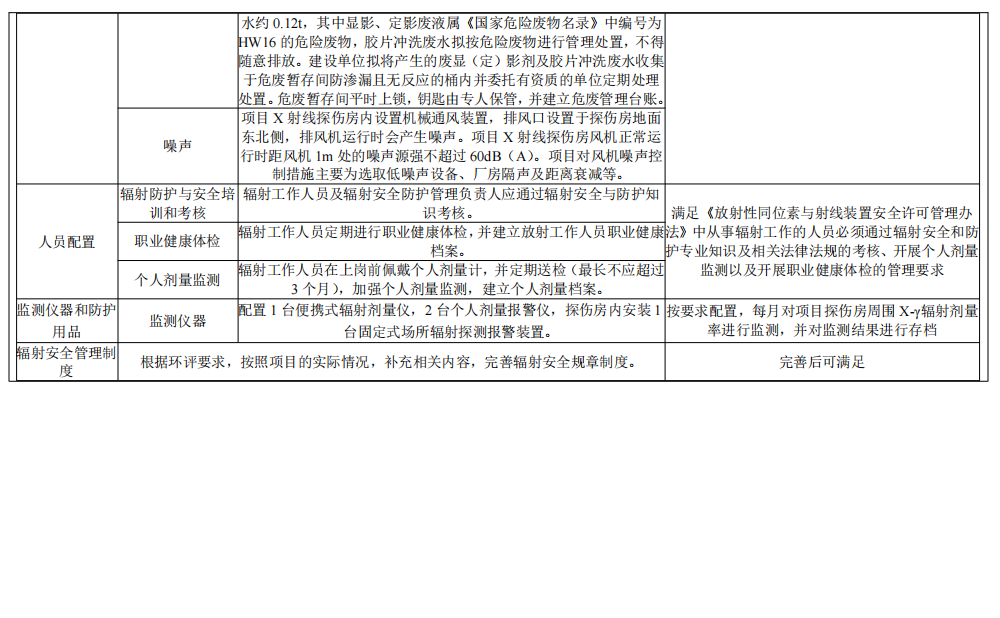 水约 0.12t，其中显影、定影废液属《国家危险废物名录》中编号为
HW16 的危险废物，胶片冲洗废水拟按危险废物进行管理处置，不得
随意排放。建设单位拟将产生的废显（定）影剂及胶片冲洗废水收集
于危废暂存间防渗漏且无反应的桶内并委托有资质的单位定期处理
处置。危废暂存间平时上锁，钥匙由专人保管，并建立危废管理台账。
噪声
项目 X 射线探伤房内设置机械通风装置，排风口设置于探伤房地面
东北侧，排风机运行时会产生噪声。项目 X 射线探伤房风机正常运
行时距风机 1m 处的噪声源强不超过 60dB（A）。项目对风机噪声控
制措施主要为选取低噪声设备、厂房隔声及距离衰减等。
人员配置
辐射防护与安全培
训和考核
辐射工作人员及辐射安全防护管理负责人应通过辐射安全与防护知
识考核。
职业健康体检
辐射工作人员定期进行职业健康体检，并建立放射工作人员职业健康
档案。
个人剂量监测
辐射工作人员在上岗前佩戴个人剂量计，并定期送检（最长不应超过
3 个月），加强个人剂量监测，建立个人剂量档案。
满足《放射性同位素与射线装置安全许可管理办
法》中从事辐射工作的人员必须通过辐射安全和防
护专业知识及相关法律法规的考核、开展个人剂量
监测以及开展职业健康体检的管理要求
监测仪器和防护
用品
监测仪器
配置 1 台便携式辐射剂量仪，2 台个人剂量报警仪，探伤房内安装 1
台固定式场所辐射探测报警装置。
按要求配置，每月对项目探伤房周围 X-γ辐射剂量
率进行监测，并对监测结果进行存档
辐射安全管理制
度
根据环评要求，按照项目的实际情况，补充相关内容，完善辐射安全规章制度。
完善后可满足